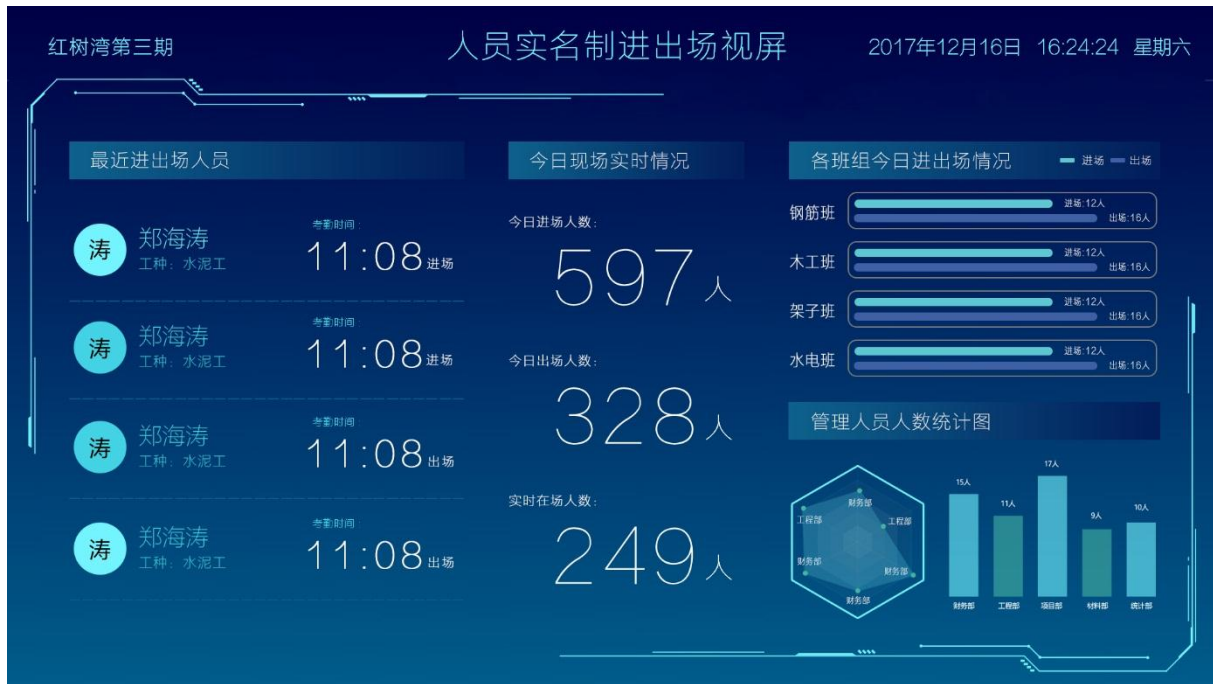 红树湾第三期
人员实名制进出场视屏
2017年12月16日 16:24:24 星期六
最近进出场人员
涛
郑海涛
工种：水泥工
考勤时间：
11:08进场
涛
郑海涛
工种：水泥工
考勤时间：
11:08进场
涛
郑海涛
工种：水泥工
考勤时间：
11:08出场
涛
郑海涛
工种：水泥工
考勤时间：
11:08出场
今日现场实时情况
今日进场人数：
597人
今日出场人数：
328人
实时在场人数：
249人
各班组今日进出场情况
进场 出场
钢筋班
进场:12人
出场:16人
木工班
进场:12人
出场:16人
架子班
进场:12人
出场:16人
水电班
进场:12人
出场:16人
管理人员人数统计图
财务部
工程部
工程部
财务部
财务部
财务部
15人
11人
17人
9人
10人
财务部 工程部 项目部 材料部 统计部